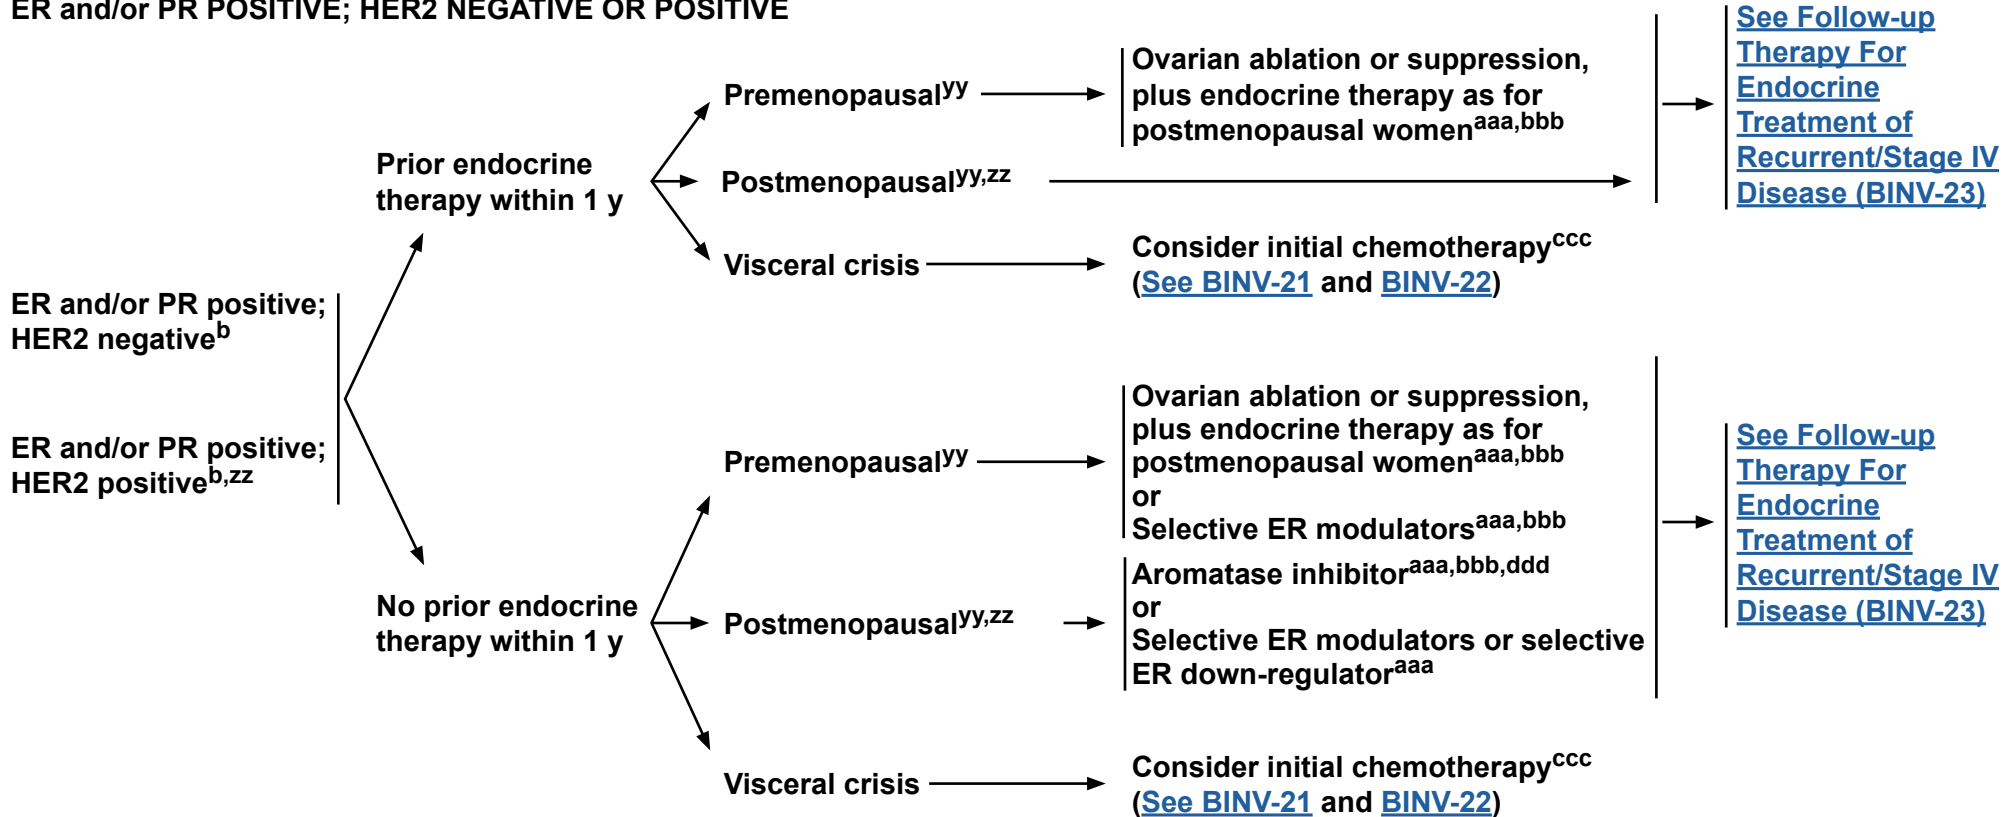 ER and/or PR POSITIVE; HER2 NEGATIVE OR POSITIVE
ER and/or PR positive;
HER2 negativeᵇ
ER and/or PR positive;
HER2 positiveᵇ,ᶻᶻ
Prior endocrine
therapy within 1 y
Premenopausalʸʸ
Ovarian ablation or suppression,
plus endocrine therapy as for
postmenopausal womenᵃᵃᵃ,ᵇᵇᵇ
Postmenopausalʸʸ,ᶻᶻ
Visceral crisis
Consider initial chemotherapyᶜᶜᶜ
(See BINV-21 and BINV-22)
See Follow-up
Therapy For
Endocrine
Treatment of
Recurrent/Stage IV
Disease (BINV-23)
No prior endocrine
therapy within 1 y
Premenopausalʸʸ
Ovarian ablation or suppression,
plus endocrine therapy as for
postmenopausal womenᵃᵃᵃ,ᵇᵇᵇ
or
Selective ER modulatorsᵃᵃᵃ,ᵇᵇᵇ
Postmenopausalʸʸ,ᶻᶻ
Aromatase inhibitorᵃᵃᵃ,ᵇᵇᵇ,ᵈᵈᵈ
or
Selective ER modulators or selective
ER down-regulatorᵃᵃᵃ
Visceral crisis
Consider initial chemotherapyᶜᶜᶜ
(See BINV-21 and BINV-22)
See Follow-up
Therapy For
Endocrine
Treatment of
Recurrent/Stage IV
Disease (BINV-23)